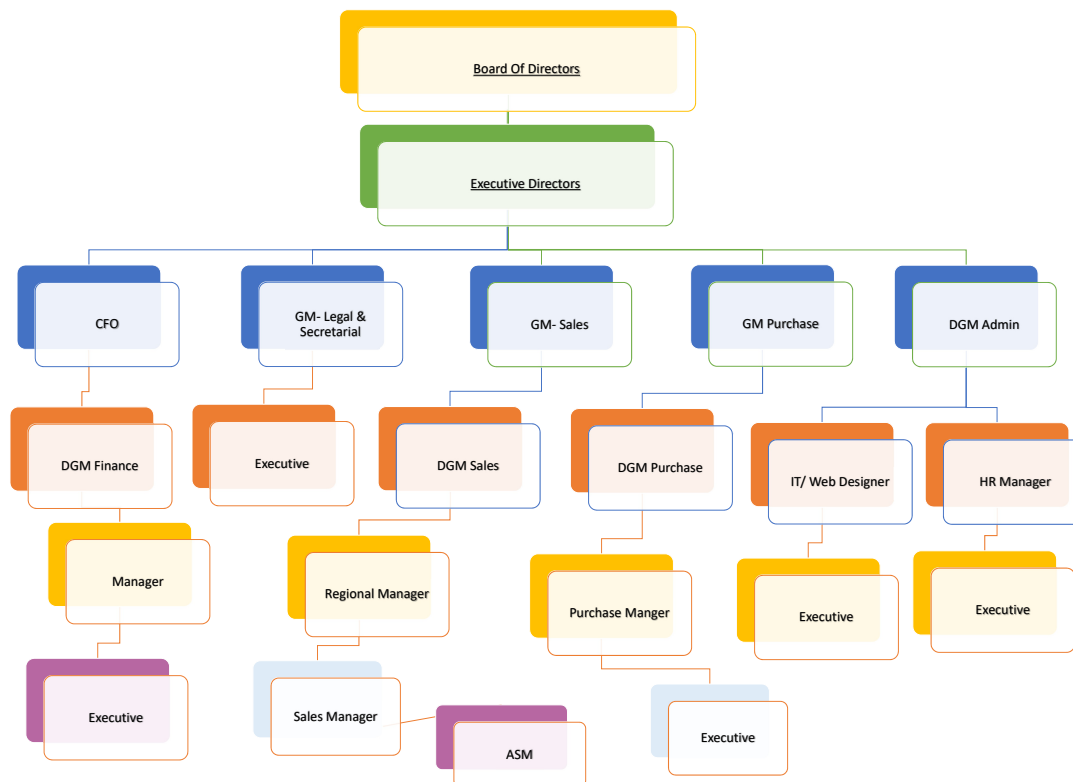 Board Of Directors
Executive Directors
CFO
GM- Legal &
Secretarial
GM- Sales
GM Purchase
DGM Admin
DGM Finance
Executive
DGM Sales
DGM Purchase
IT/ Web Designer
HR Manager
Manager
Regional Manager
Purchase Manger
Executive
Executive
Executive
Sales Manager
Executive
ASM